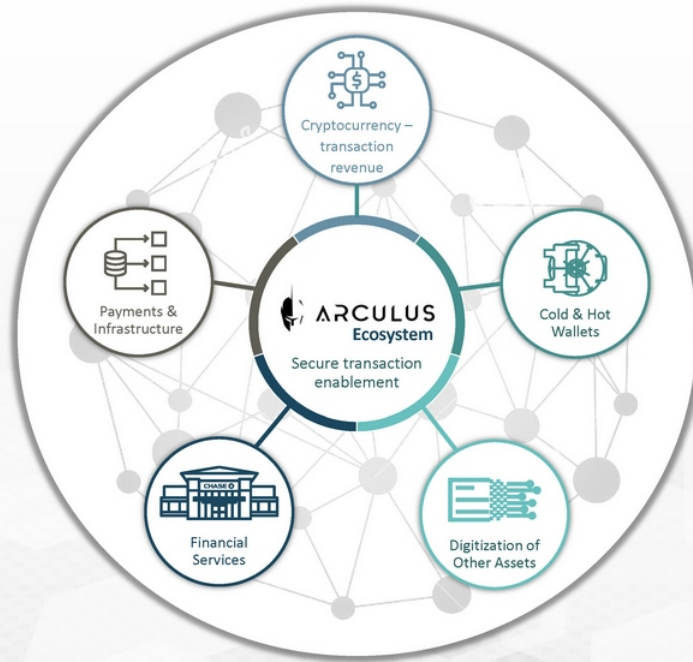 $
Cryptocurrency –
transaction
revenue
Payments &
Infrastructure
ARCULUS
Ecosystem
Secure transaction
enablement
Cold & Hot
Wallets
CHASE
Financial
Services
Digitization of
Other Assets